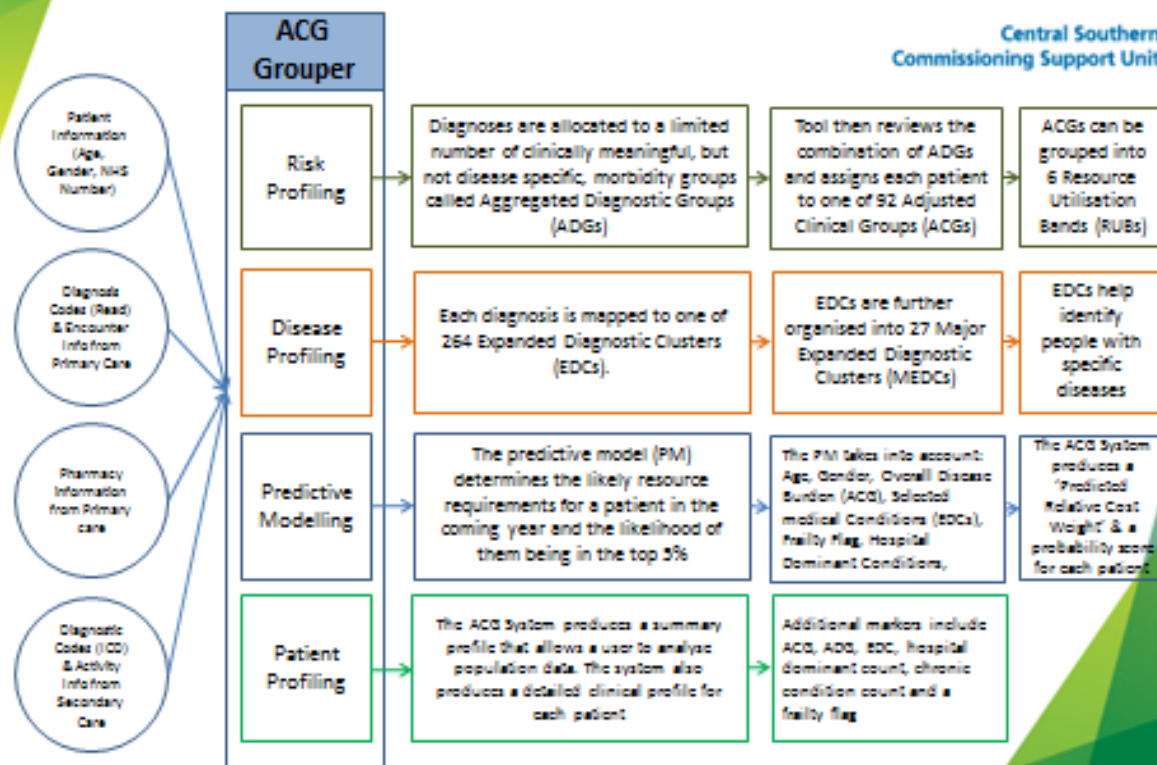 ACG
Grouper
Central Southern
Commissioning Support Unit
Patient
Information
(Age,
Gender, NHS
Number)
Diagnosis
Codes (Read)
& Encounter
Info from
Primary Care
Pharmacy
Information
from Primary
care
Diagnostic
Codes (ICD)
& Activity
Info from
Secondary
Care
Risk
Profiling
Diagnoses are allocated to a limited
number of clinically meaningful, but
not disease specific, morbidity groups
called Aggregated Diagnostic Groups
(ADGs)
Tool then reviews the
combination of ADGs
and assigns each patient
to one of 92 Adjusted
Clinical Groups (ACGs)
ACGs can be
grouped into
6 Resource
Utilisation
Bands (RUBs)
Disease
Profiling
Each diagnosis is mapped to one of
264 Expanded Diagnostic Clusters
(EDCs).
EDCs are further
organised into 27 Major
Expanded Diagnostic
Clusters (MEDCs)
EDCs help
identify
people with
specific
diseases
Predictive
Modelling
The predictive model (PM)
determines the likely resource
requirements for a patient in the
coming year and the likelihood of
them being in the top 5%
The PM takes into account:
Age, Gender, Overall Disease
Burden (ACG), Selected
medical Conditions (EDCs),
Frailty Flag, Hospital
Dominant Conditions,
The ACG System
produces a
'Predicted
Relative Cost
Weight' & a
probability score
for each patient
Patient
Profiling
The ACG System produces a summary
profile that allows a user to analyse
population data. The system also
produces a detailed clinical profile for
each patient
Additional markers include
ACG, ADG, EDC, hospital
dominant count, chronic
condition count and a
frailty flag